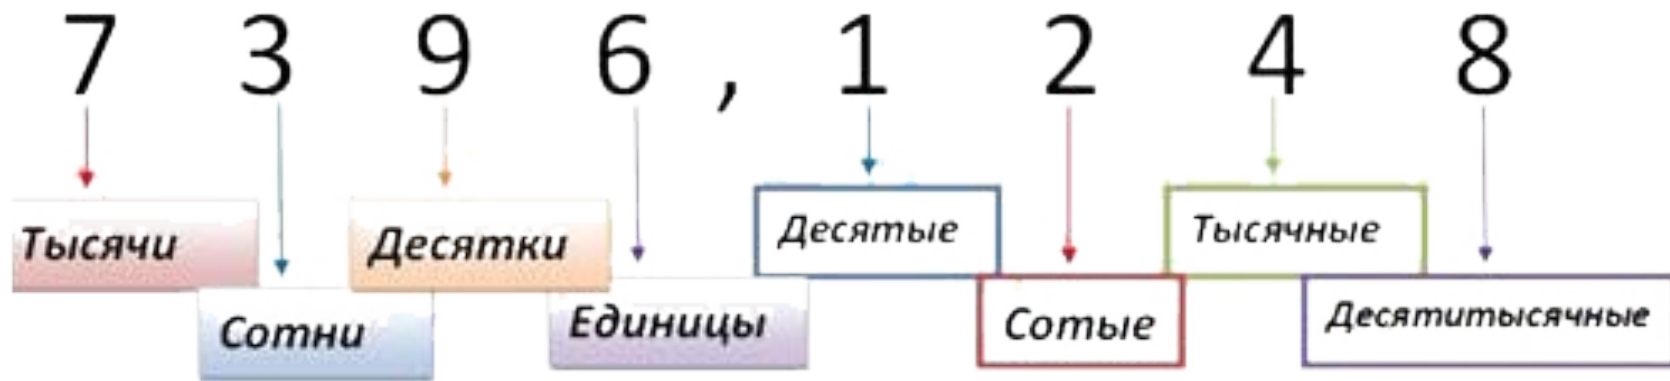 7 3 9 6 , 1 2 4 8
Тысячи
Сотни
Десятки
Единицы
Десятые
Сотые
Тысячные
Десятитысячные